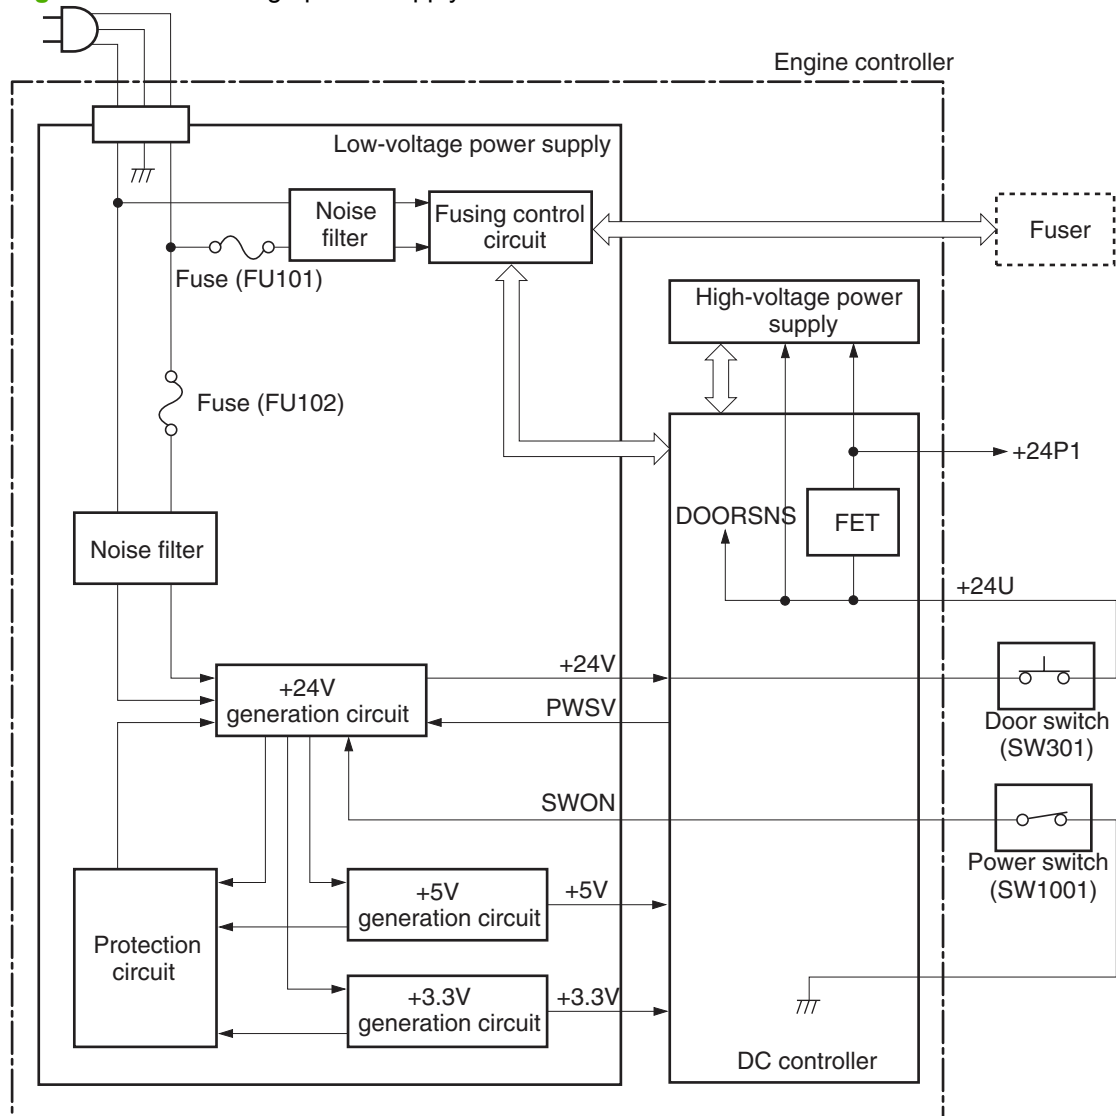 Engine controller
Low-voltage power supply
Noise
filter
Fusing control
circuit
Fuser
Fuse (FU101)
High-voltage power
supply
Fuse (FU102)
+24P1
DOORSNS
FET
Noise filter
+24U
+24V
+24V
generation circuit
PWSV
Door switch
(SW301)
SWON
Power switch
(SW1001)
+5V
generation circuit
+5V
Protection
circuit
+3.3V
generation circuit
+3.3V
DC controller